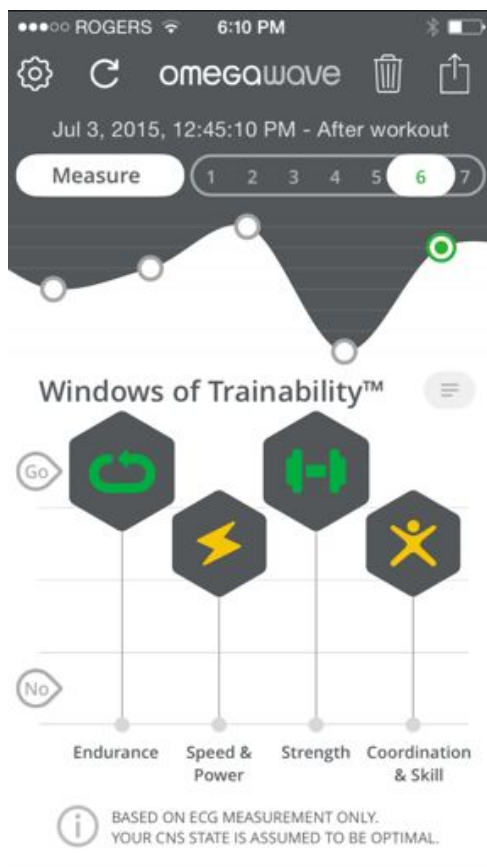 ROGERS 6:10 PM
omegawave
Jul 3, 2015, 12:45:10 PM - After workout
Measure 1 2 3 4 5 6 7
Windows of Trainability™
Go
No
Endurance Speed & Power Strength Coordination & Skill
BASED ON ECG MEASUREMENT ONLY.
YOUR CNS STATE IS ASSUMED TO BE OPTIMAL.